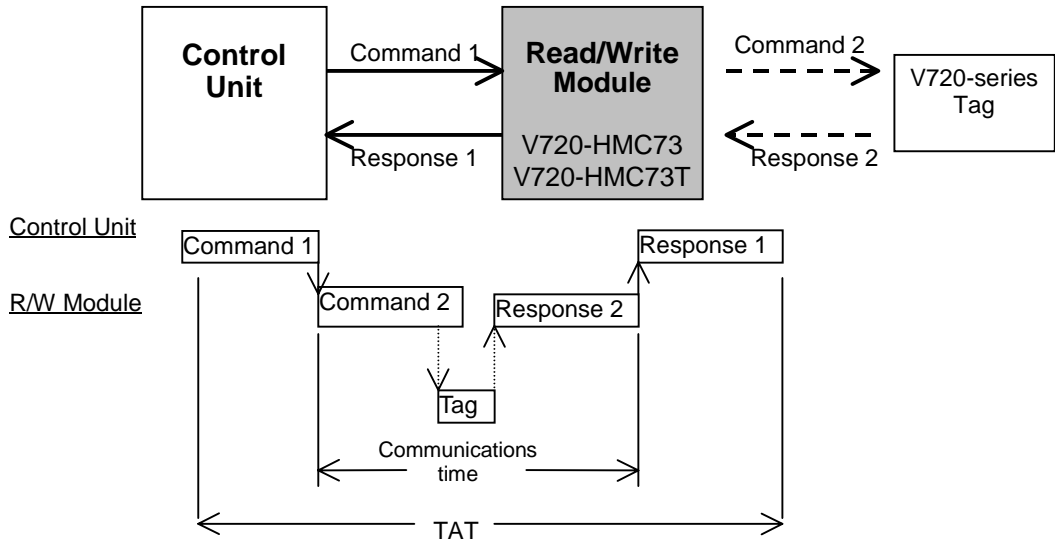 Control
Unit
Command 1
Response 1
Read/Write
Module
V720-HMC73
V720-HMC73T
Command 2
Response 2
V720-series
Tag
Control Unit
Command 1
Response 1
R/W Module
Command 2
Response 2
Tag
Communications
time
TAT